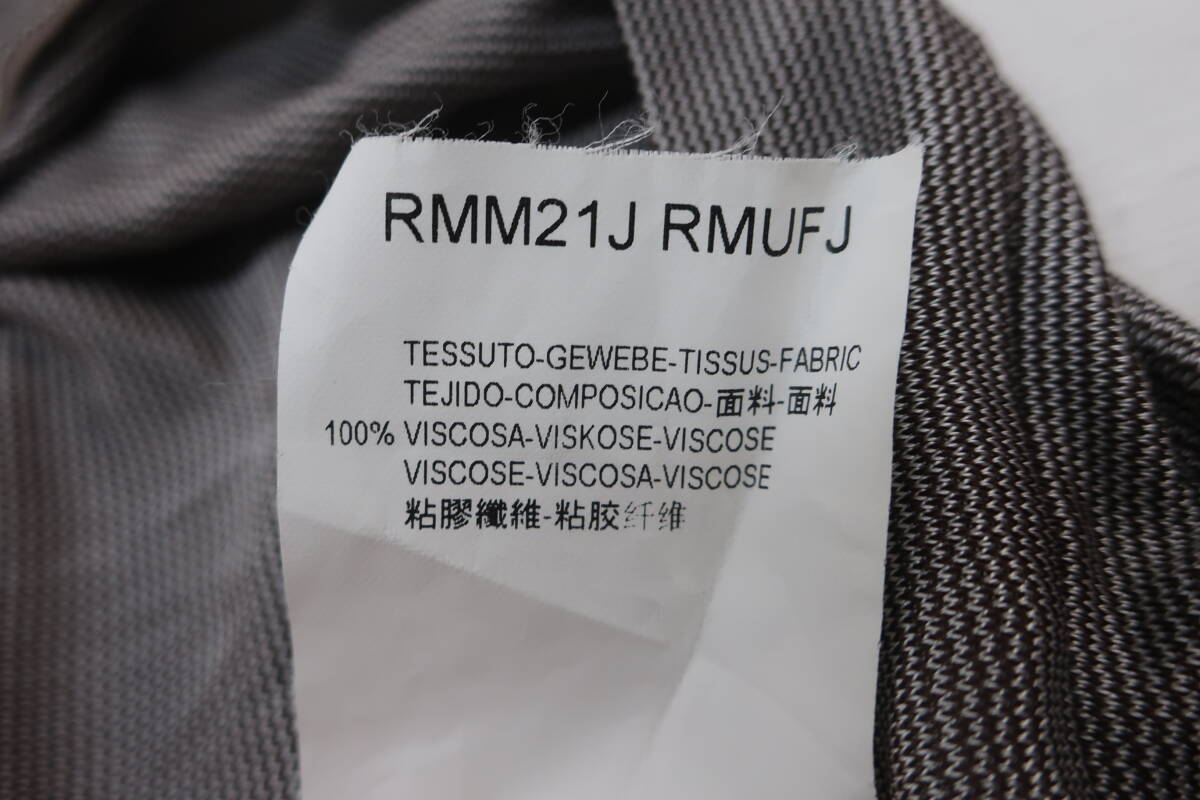 RMM21J RMUFJ
TESSUTO-GEWEBE-TISSUS-FABRIC
TEJIDO-COMPOSICAO-面料-面料
100% VISCOSA-VISKOSE-VISCOSE
VISCOSE-VISCOSA-VISCOSE
粘膠纖維-粘胶纤维